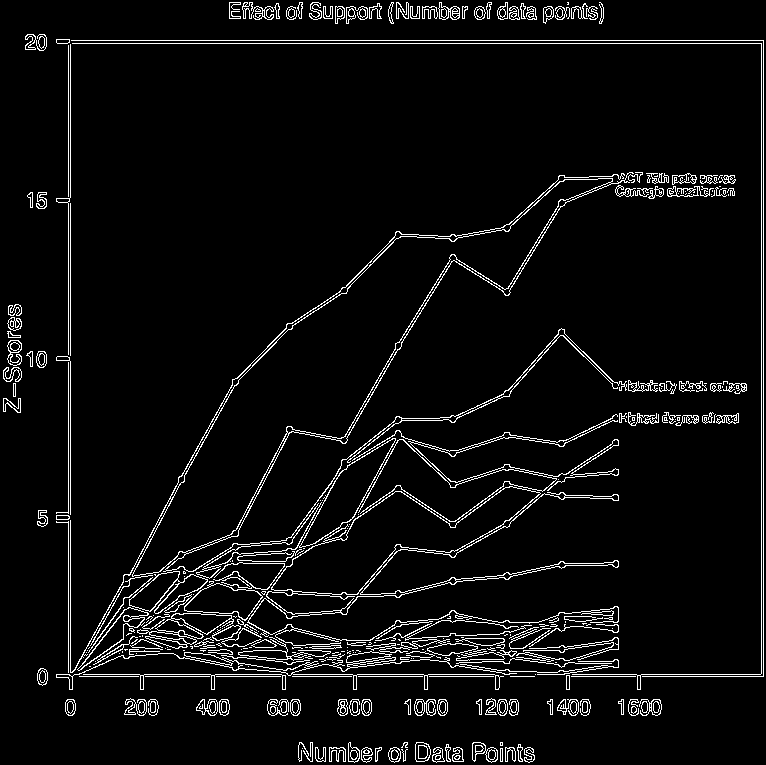 Effect of Support (Number of data points)
20
15
10
5
0
Z-Scores
ACT 75th pctle scores
Carnegie classification
Historically black college
Highest degree offered
0 200 400 600 800 1000 1200 1400 1600
Number of Data Points